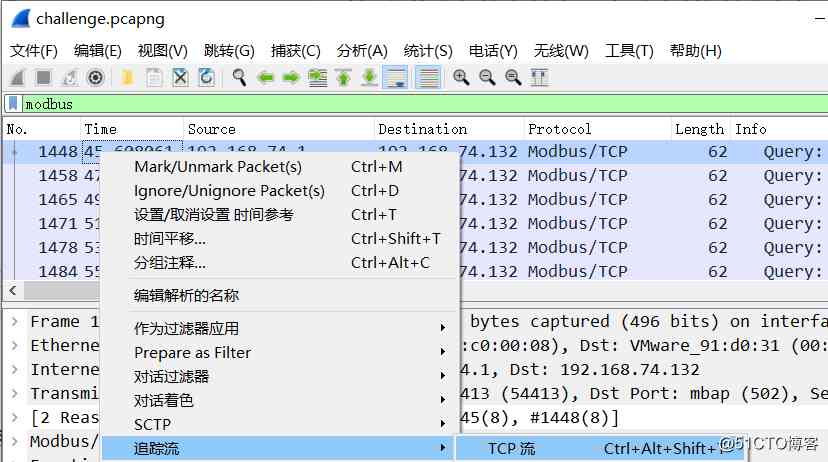 challenge.pcapng
文件(F) 编辑(E) 视图(V) 跳转(G) 捕获(C) 分析(A) 统计(S) 电话(Y) 无线(W) 工具(T) 帮助(H)
modbus
No. Time Source Destination Protocol Length Info
1448 45.608061 192.168.74.1 192.168.74.132 Modbus/TCP 62 Query:
1458 47 .168.74.132 Modbus/TCP 62 Query:
1465 49 .168.74.132 Modbus/TCP 62 Query:
1471 51 .168.74.132 Modbus/TCP 62 Query:
1478 53 .168.74.132 Modbus/TCP 62 Query:
1484 55 .168.74.132 Modbus/TCP 62 Query:
Mark/Unmark Packet(s) Ctrl+M
Ignore/Unignore Packet(s) Ctrl+D
设置/取消设置 时间参考 Ctrl+T
时间平移... Ctrl+Shift+T
分组注释... Ctrl+Alt+C
编辑解析的名称
作为过滤器应用
Prepare as Filter
对话过滤器
对话着色
SCTP
追踪流
TCP 流 Ctrl+Alt+Shift+T
Frame 1 bytes captured (496 bits) on interfa
Etherne :c0:00:08), Dst: VMware_91:d0:31 (00:
Interne 4.1, Dst: 192.168.74.132
Transmi 413 (54413), Dst Port: mbap (502), Se
[2 Reas 45(8), #1448(8)]
Modbus/
@51CTO博客